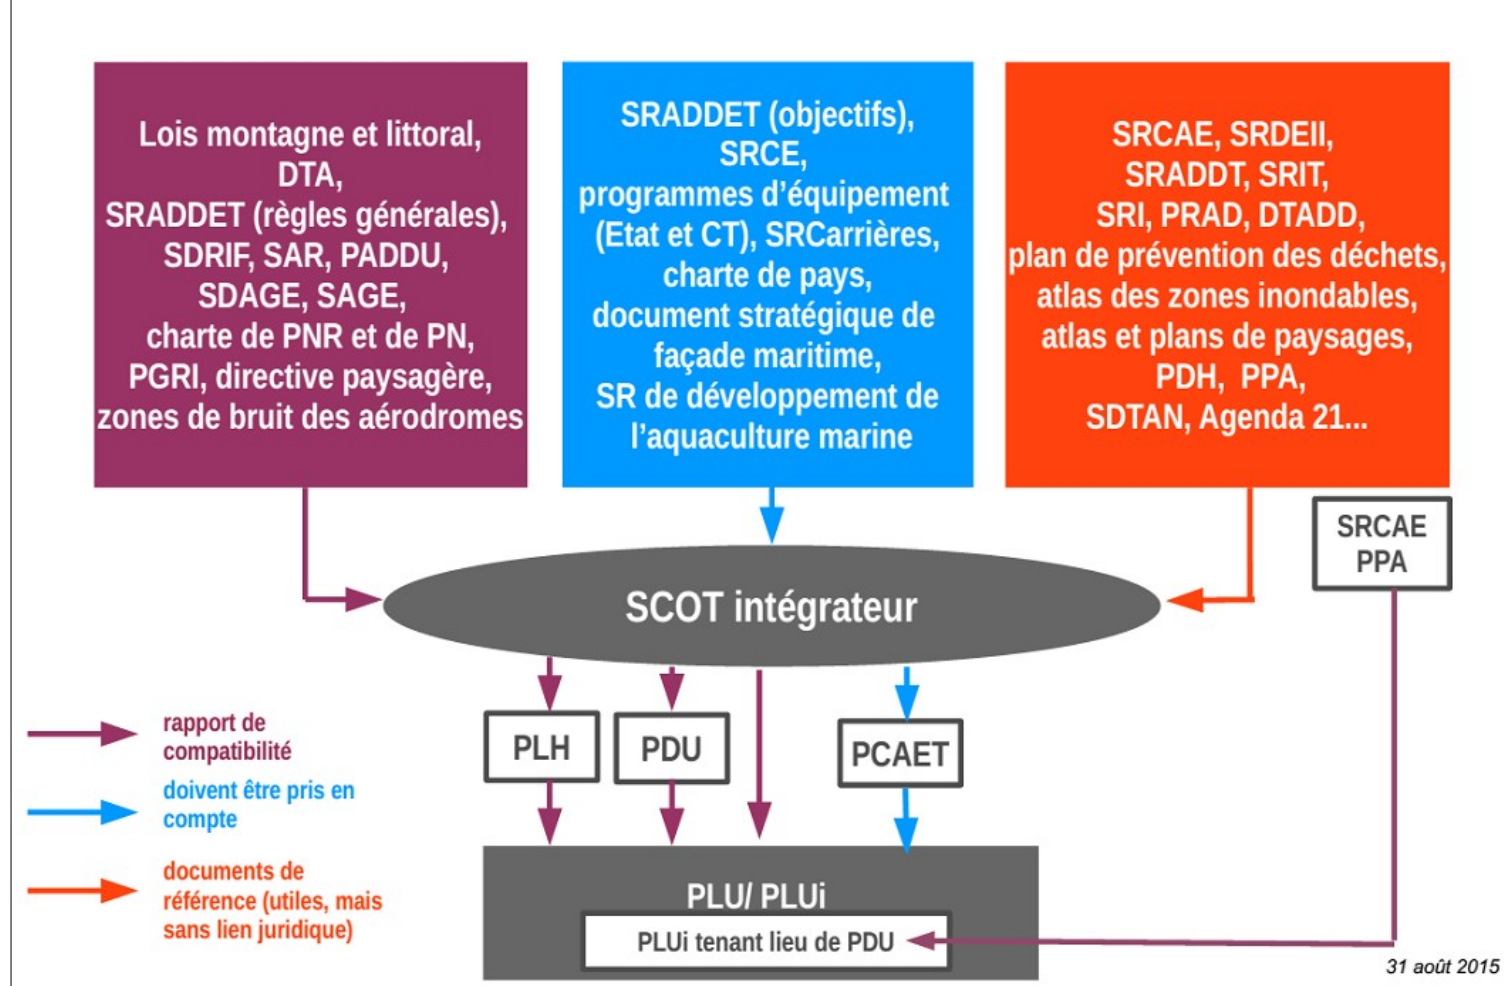 Lois montagne et littoral,
DTA,
SRADDET (règles générales),
SDRIF, SAR, PADDU,
SDAGE, SAGE,
charte de PNR et de PN,
PGRI, directive paysagère,
zones de bruit des aérodromes
SRADDET (objectifs),
SRCE,
programmes d’équipement
(Etat et CT), SRCarrières,
charte de pays,
document stratégique de
façade maritime,
SR de développement de
l’aquaculture marine
SRCAE, SRDEII,
SRADDT, SRIT,
SRI, PRAD, DTADD,
plan de prévention des déchets,
atlas des zones inondables,
atlas et plans de paysages,
PDH, PPA,
SDTAN, Agenda 21...
SRCAE
PPA
SCOT intégrateur
PLH
PDU
PCAET
rapport de
compatibilité
doivent être pris en
compte
documents de
référence (utiles, mais
sans lien juridique)
PLU/ PLUi
PLUi tenant lieu de PDU
31 août 2015